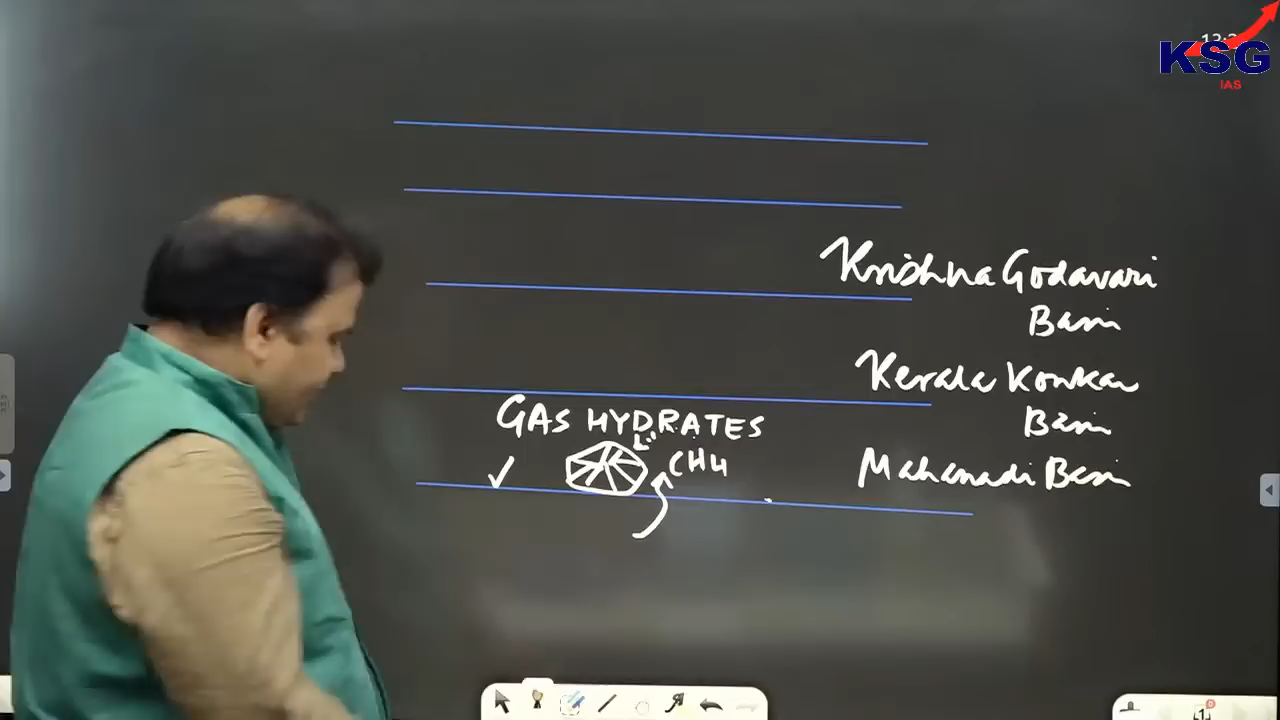 KSG
IAS
Krishna Godavari
Basin
Kerala Konkan
Basin
GAS HYDRATES
CH4
Mahanadi Basin